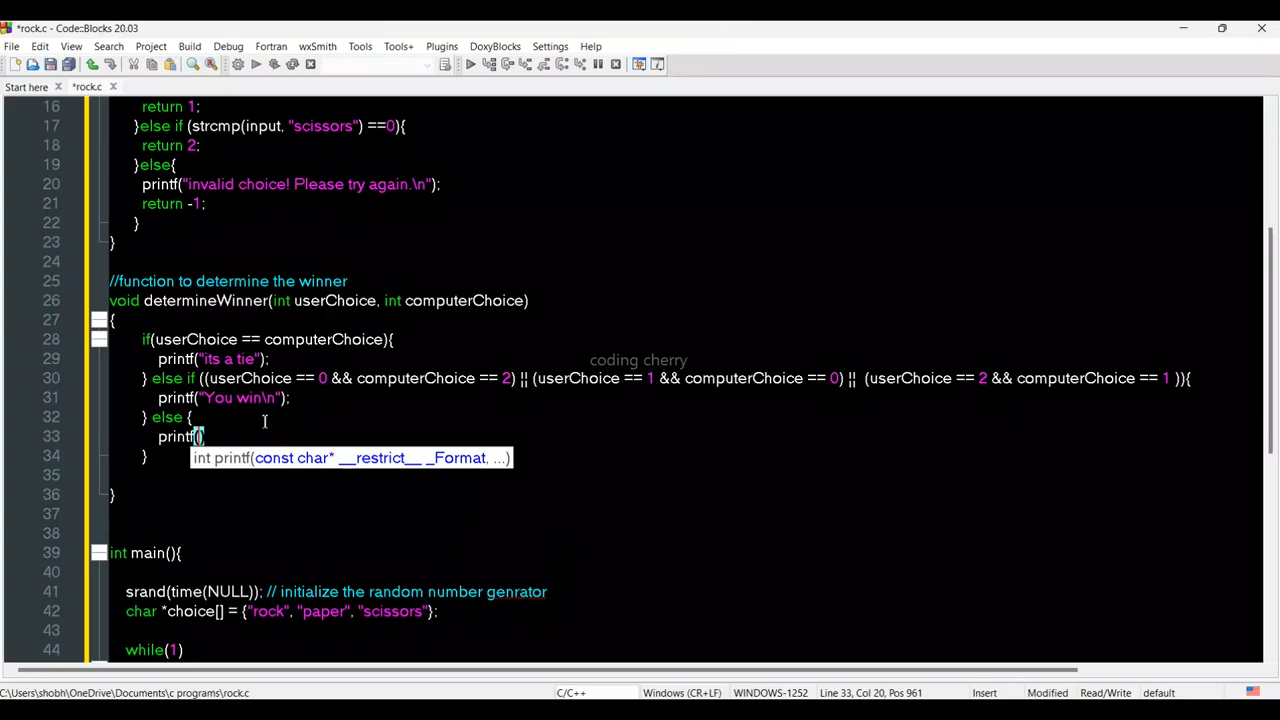 *rock.c - Code::Blocks 20.03
File Edit View Search Project Build Debug Fortran wxSmith Tools Tools+ Plugins DoxyBlocks Settings Help
Start here *rock.c
16 return 1;
17 }else if (strcmp(input, "scissors") ==0){
18 return 2;
19 }else{
20 printf("invalid choice! Please try again.\n");
21 return -1;
22 }
23 }
24
25 //function to determine the winner
26 void determineWinner(int userChoice, int computerChoice)
27 {
28 if(userChoice == computerChoice){
29 printf("its a tie");
coding cherry
30 } else if ((userChoice == 0 && computerChoice == 2) || (userChoice == 1 && computerChoice == 0) || (userChoice == 2 && computerChoice == 1 )){
31 printf("You win\n");
32 } else {
33 printf()
34 }
int printf(const char* __restrict__ _Format, ...)
35
36 }
37
38
39 int main(){
40
41 srand(time(NULL)); // initialize the random number genrator
42 char *choice[] = {"rock", "paper", "scissors"};
43
44 while(1)
C:\Users\shobh\OneDrive\Documents\c programs\rock.c C/C++ Windows (CR+LF) WINDOWS-1252 Line 33, Col 20, Pos 961 Insert Modified Read/Write default